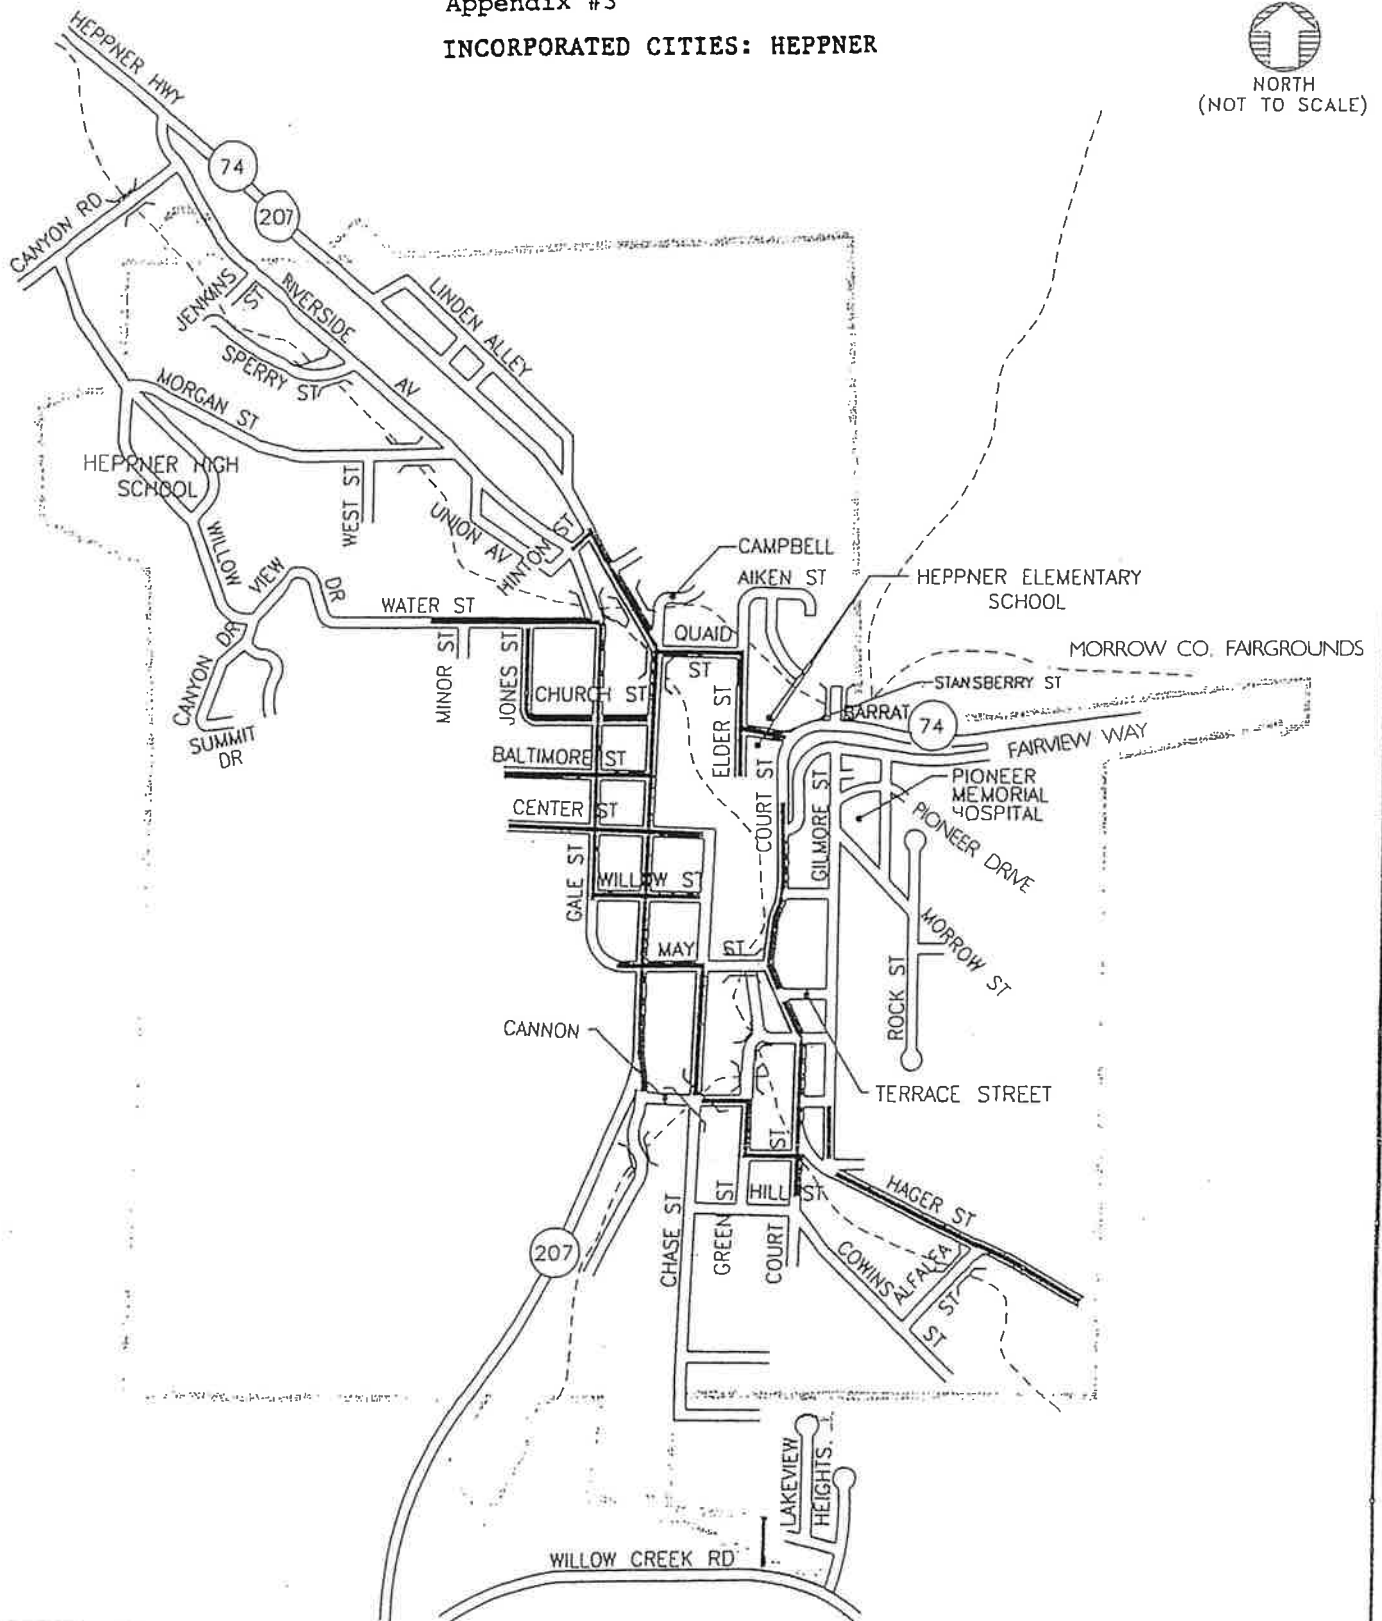 Appendix #3
INCORPORATED CITIES: HEPPNER
NORTH
(NOT TO SCALE)
HEPPNER HWY
74
207
CANYON RD
LINDEN ALLEY
JENKINS
ST
RIVERSIDE
AV
SPERRY ST
MORGAN ST
HEPPNER HIGH
SCHOOL
WEST ST
UNION AV
HINTON ST
WILLOW
VIEW
DR
CAMPBELL
AIKEN ST
HEPPNER ELEMENTARY
SCHOOL
WATER ST
QUAID
ST
MORROW CO. FAIRGROUNDS
CANYON DR
MINOR ST
JONES ST
CHURCH ST
ELDER ST
STANSBERRY ST
BARRAT
74
FAIRVIEW WAY
SUMMIT
DR
BALTIMORE ST
COURT ST
GILMORE ST
PIONEER
MEMORIAL
HOSPITAL
CENTER ST
PIONEER DRIVE
GALE ST
WILLOW ST
MORROW ST
MAY ST
ROCK ST
CANNON
TERRACE STREET
ST
HILL ST
HAGER ST
CHASE ST
GREEN ST
COURT
207
COWINS
ST
ALFALFA
ST
LAKEVIEW
HEIGHTS.
WILLOW CREEK RD